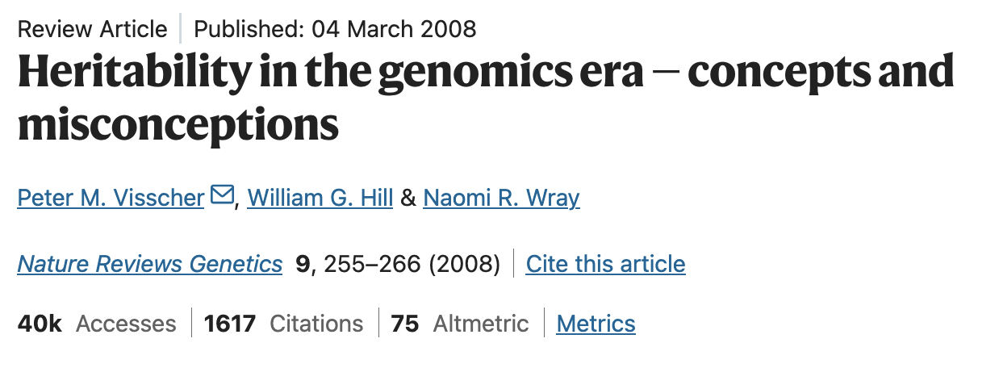 Review Article | Published: 04 March 2008
Heritability in the genomics era — concepts and
misconceptions
Peter M. Visscher, William G. Hill & Naomi R. Wray
Nature Reviews Genetics 9, 255–266 (2008) | Cite this article
40k Accesses | 1617 Citations | 75 Altmetric | Metrics